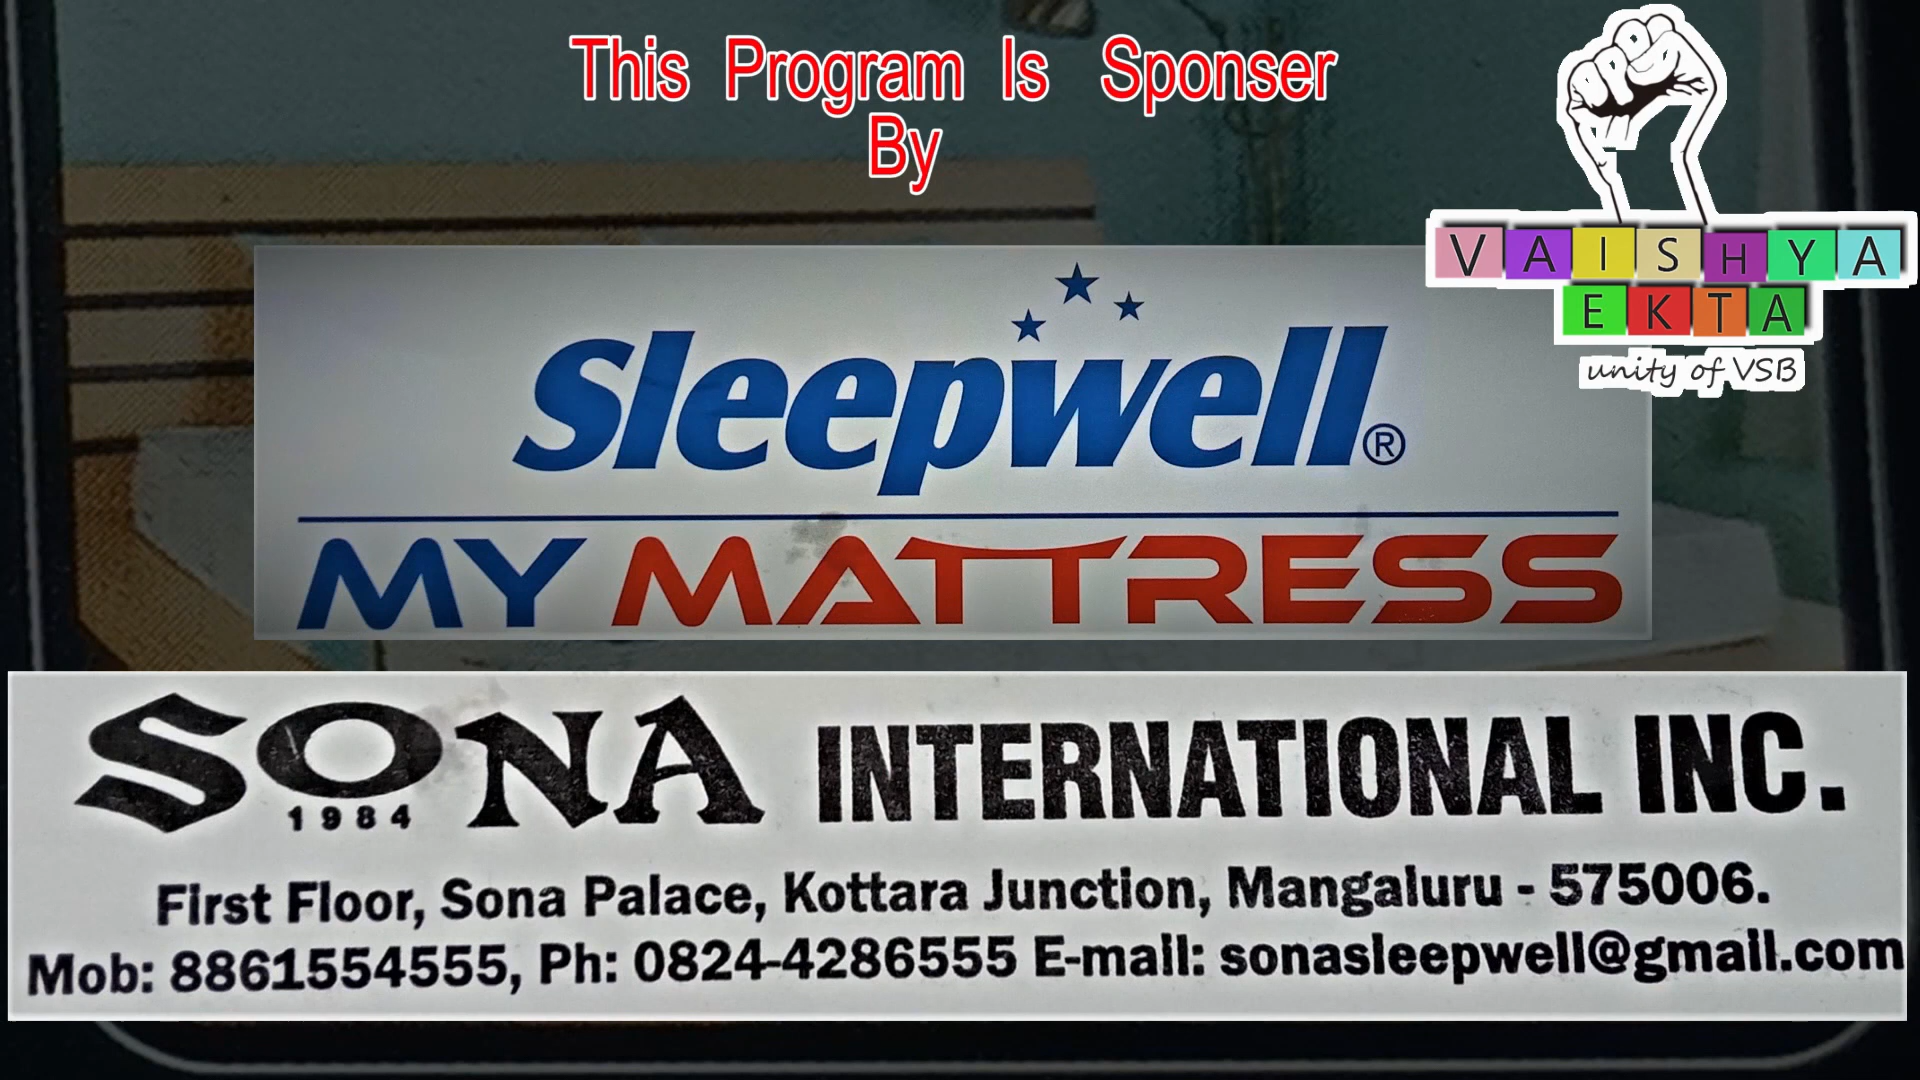 This Program Is Sponser
By
VAISHYA
EKTA
unity of VSB
Sleepwell®
MY MATTRESS
SONA INTERNATIONAL INC.
1984
First Floor, Sona Palace, Kottara Junction, Mangaluru - 575006.
Mob: 8861554555, Ph: 0824-4286555 E-mail: sonasleepwell@gmail.com